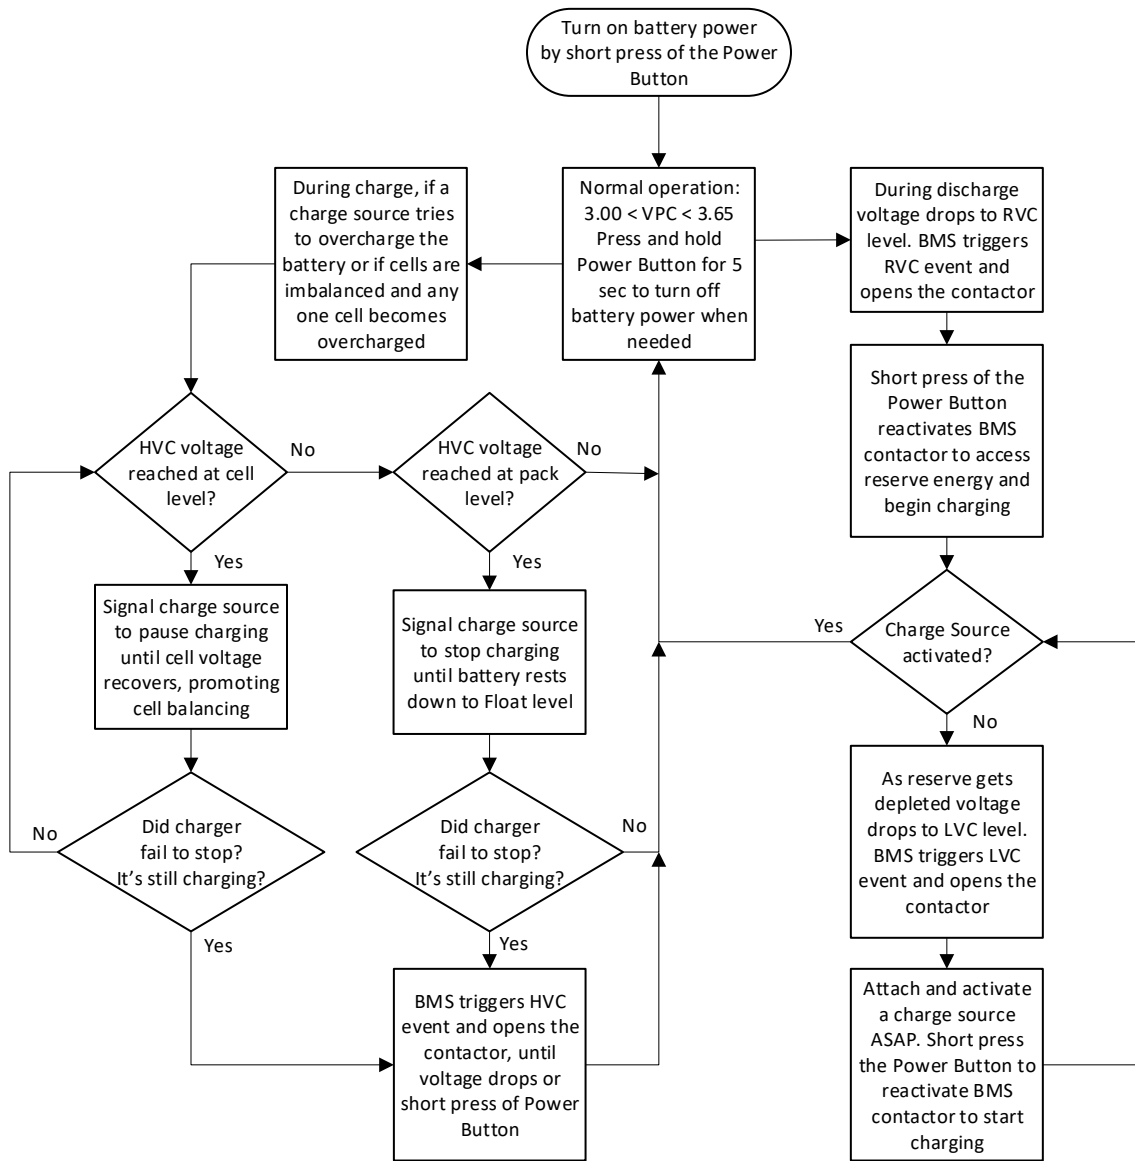 Turn on battery power
by short press of the Power
Button
During charge, if a
charge source tries
to overcharge the
battery or if cells are
imbalanced and any
one cell becomes
overcharged
Normal operation:
3.00 < VPC < 3.65
Press and hold
Power Button for 5
sec to turn off
battery power when
needed
During discharge
voltage drops to RVC
level. BMS triggers
RVC event and
opens the contactor
Short press of the
Power Button
reactivates BMS
contactor to access
reserve energy and
begin charging
HVC voltage
reached at cell
level?
No
HVC voltage
reached at pack
level?
No
Yes
Yes
Signal charge source
to pause charging
until cell voltage
recovers, promoting
cell balancing
Signal charge source
to stop charging
until battery rests
down to Float level
Yes
Charge Source
activated?
No
As reserve gets
depleted voltage
drops to LVC level.
BMS triggers LVC
event and opens the
contactor
No
Did charger
fail to stop?
It's still charging?
Did charger
fail to stop?
It's still charging?
No
Yes
Yes
BMS triggers HVC
event and opens the
contactor, until
voltage drops or
short press of Power
Button
Attach and activate
a charge source
ASAP. Short press
the Power Button to
reactivate BMS
contactor to start
charging